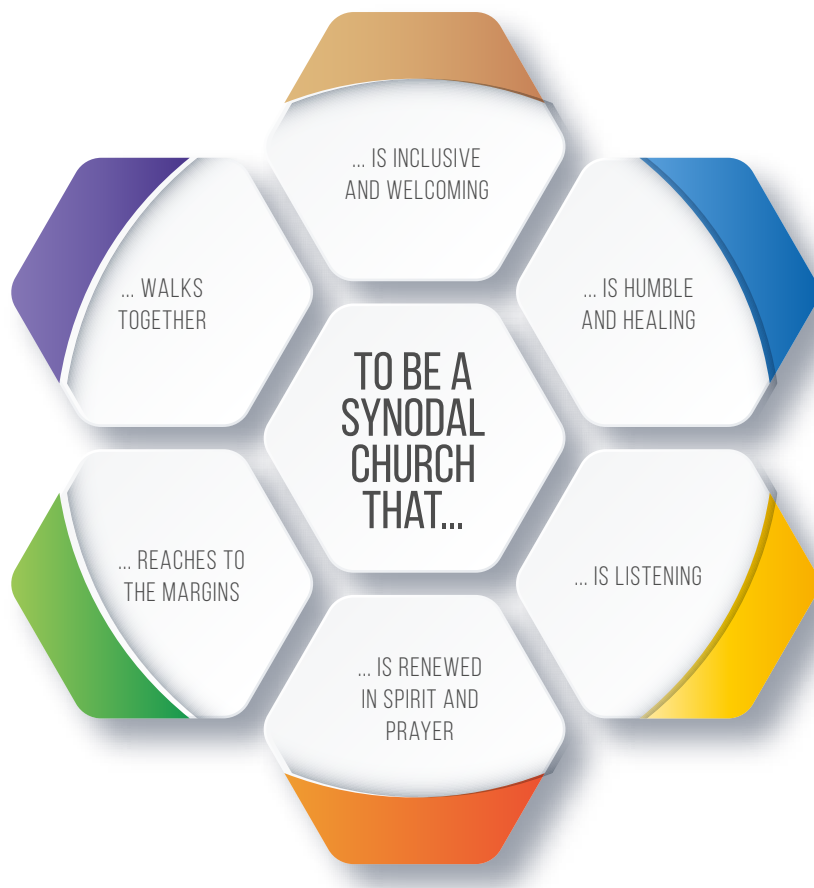 ... IS INCLUSIVE
AND WELCOMING
... WALKS
TOGETHER
... IS HUMBLE
AND HEALING
TO BE A
SYNODAL
CHURCH
THAT...
... REACHES TO
THE MARGINS
... IS LISTENING
... IS RENEWED
IN SPIRIT AND
PRAYER